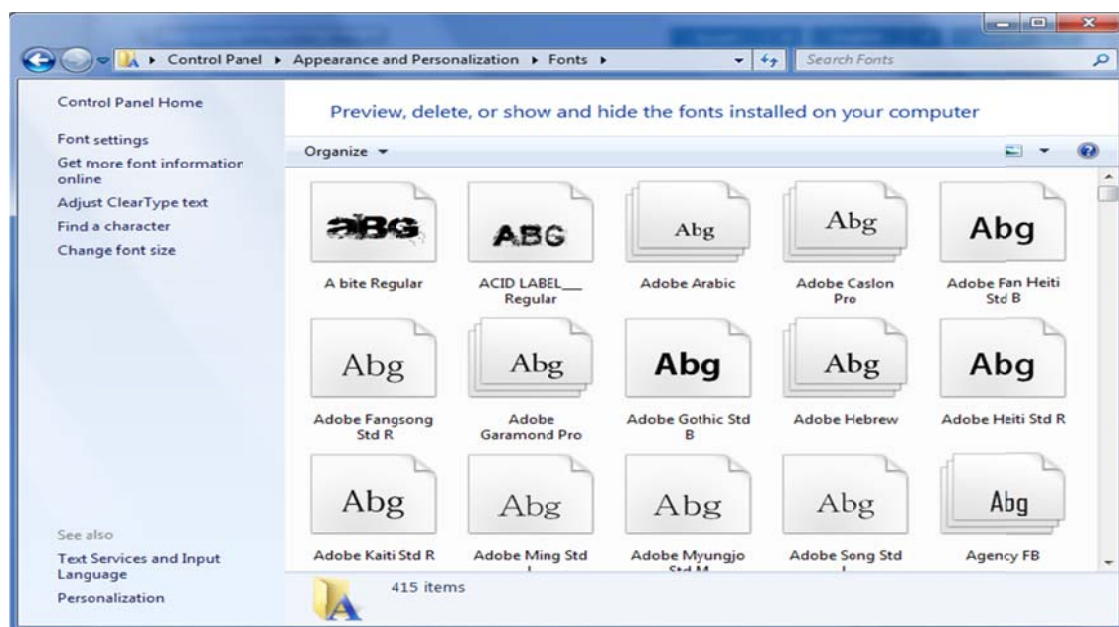 Control Panel ▸ Appearance and Personalization ▸ Fonts ▸
Search Fonts
Control Panel Home
Font settings
Get more font information
online
Adjust ClearType text
Find a character
Change font size
See also
Text Services and Input
Language
Personalization
Preview, delete, or show and hide the fonts installed on your computer
Organize
aBG
ABG
Abg
Abg
Abg
A bite Regular
ACID LABEL__
Regular
Adobe Arabic
Adobe Caslon
Pro
Adobe Fan Heiti
Std B
Abg
Abg
Abg
Abg
Abg
Adobe Fangsong
Std R
Adobe
Garamond Pro
Adobe Gothic Std
B
Adobe Hebrew
Adobe Heiti Std R
Abg
Abg
Abg
Abg
Abg
Adobe Kaiti Std R
Adobe Ming Std
Adobe Myungjo
Std M
Adobe Song Std
Agency FB
415 items